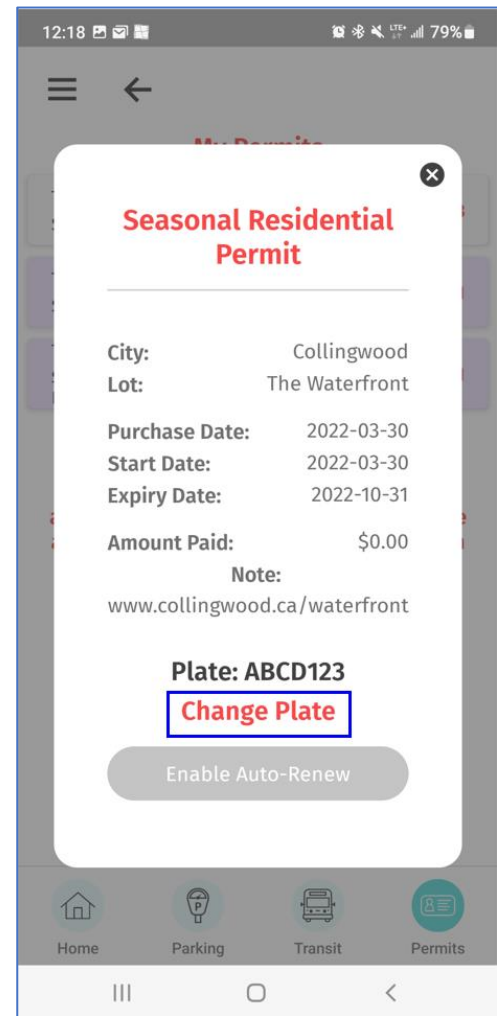 12:18 LTE+ 79%
My Permits
Seasonal Residential
Permit
City: Collingwood
Lot: The Waterfront
Purchase Date: 2022-03-30
Start Date: 2022-03-30
Expiry Date: 2022-10-31
Amount Paid: $0.00
Note:
www.collingwood.ca/waterfront
Plate: ABCD123
Change Plate
Enable Auto-Renew
Home Parking Transit Permits